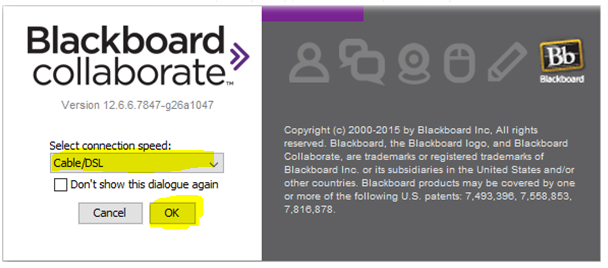 Blackboard
collaborate™
Version 12.6.6.7847-g26a1047
Select connection speed:
Cable/DSL
Don't show this dialogue again
Cancel
OK
Bb
Blackboard
Copyright (c) 2000-2015 by Blackboard Inc, All rights
reserved. Blackboard, the Blackboard logo, and Blackboard
Collaborate, are trademarks or registered trademarks of
Blackboard Inc. or its subsidiaries in the United States and/or
other countries. Blackboard products may be covered by one
or more of the following U.S. patents: 7,493,396, 7,558,853,
7,816,878.